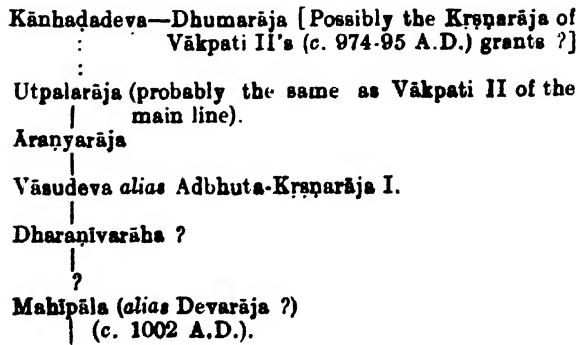 Kānhaḍadeva—Dhumarāja [Possibly the Kṛṣṇarāja of
Vākpati II's (c. 974-95 A.D.) grants ?]
Utpalarāja (probably the same as Vākpati II of the
main line).
Āraṇyarāja
Vāsudeva alias Adbhuta-Kṛṣṇarāja I.
Dharaṇīvarāha ?
?
Mahīpāla (alias Devarāja ?)
(c. 1002 A.D.).